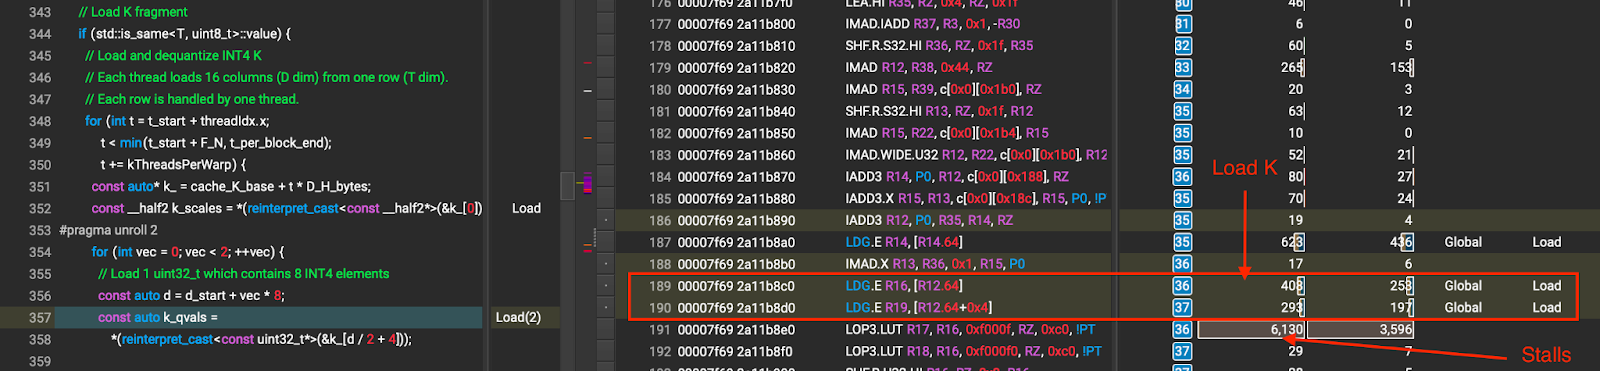 343 // Load K fragment
344 if (std::is_same<T, uint8_t>::value) {
345 // Load and dequantize INT4 K
346 // Each thread loads 16 columns (D dim) from one row (T dim).
347 // Each row is handled by one thread.
348 for (int t = t_start + threadIdx.x;
349 t < min(t_start + F_N, t_per_block_end);
350 t += kThreadsPerWarp) {
351 const auto* k_ = cache_K_base + t * D_H_bytes;
352 const __half2 k_scales = *(reinterpret_cast<const __half2*>(&k_[0]) Load
353 #pragma unroll 2
354 for (int vec = 0; vec < 2; ++vec) {
355 // Load 1 uint32_t which contains 8 INT4 elements
356 const auto d = d_start + vec * 8;
357 const auto k_qvals = Load(2)
358 *(reinterpret_cast<const uint32_t*>(&k_[d / 2 + 4]));
359
176 00007f69 2a11b7f0 LEA.HI R35, RZ, 0x4, RZ, 0x1f 30 46 11
177 00007f69 2a11b800 IMAD.IADD R37, R3, 0x1, -R30 31 6 0
178 00007f69 2a11b810 SHF.R.S32.HI R36, RZ, 0x1f, R35 32 60 5
179 00007f69 2a11b820 IMAD R12, R38, 0x44, RZ 33 265 153
180 00007f69 2a11b830 IMAD R15, R39, c[0x0][0x1b0], RZ 34 20 3
181 00007f69 2a11b840 SHF.R.S32.HI R13, RZ, 0x1f, R12 35 63 12
182 00007f69 2a11b850 IMAD R15, R22, c[0x0][0x1b4], R15 35 10 0
183 00007f69 2a11b860 IMAD.WIDE.U32 R12, R22, c[0x0][0x1b0], R12 35 52 21
184 00007f69 2a11b870 IADD3 R14, P0, R12, c[0x0][0x188], RZ 36 80 27
185 00007f69 2a11b880 IADD3.X R15, R13, c[0x0][0x18c], R15, P0, !P 35 70 24
186 00007f69 2a11b890 IADD3 R12, P0, R35, R14, RZ 35 19 4
187 00007f69 2a11b8a0 LDG.E R14, [R14.64] 35 623 436 Global Load
188 00007f69 2a11b8b0 IMAD.X R13, R36, 0x1, R15, P0 36 17 6
189 00007f69 2a11b8c0 LDG.E R16, [R12.64] 36 408 258 Global Load
190 00007f69 2a11b8d0 LDG.E R19, [R12.64+0x4] 37 293 197 Global Load
191 00007f69 2a11b8e0 LOP3.LUT R17, R16, 0xf000f, RZ, 0xc0, !PT 36 6,130 3,596
192 00007f69 2a11b8f0 LOP3.LUT R18, R16, 0xf000f0, RZ, 0xc0, !PT 37 29 7
Load K
Stalls